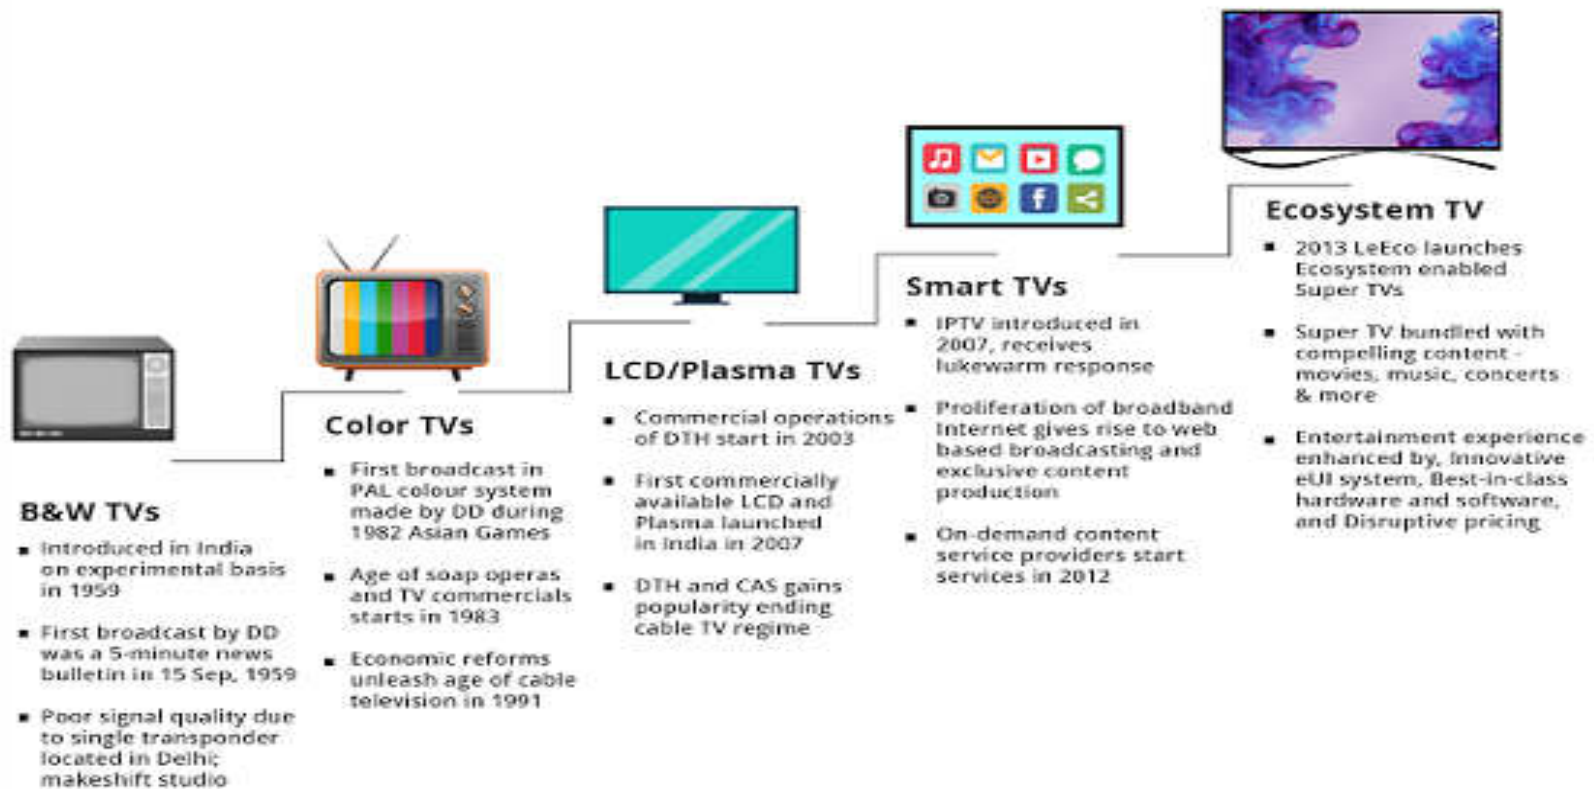 B&W TVs
▪ Introduced in India
on experimental basis
in 1959
▪ First broadcast by DD
was a 5-minute news
bulletin in 15 Sep, 1959
▪ Poor signal quality due
to single transponder
located in Delhi;
makeshift studio
Color TVs
▪ First broadcast in
PAL colour system
made by DD during
1982 Asian Games
▪ Age of soap operas
and TV commercials
starts in 1983
▪ Economic reforms
unleash age of cable
television in 1991
LCD/Plasma TVs
▪ Commercial operations
of DTH start in 2003
▪ First commercially
available LCD and
Plasma launched
in India in 2007
▪ DTH and CAS gains
popularity ending
cable TV regime
Smart TVs
▪ IPTV introduced in
2007, receives
lukewarm response
▪ Proliferation of broadband
Internet gives rise to web
based broadcasting and
exclusive content
production
▪ On-demand content
service providers start
services in 2012
Ecosystem TV
▪ 2013 LeEco launches
Ecosystem enabled
Super TVs
▪ Super TV bundled with
compelling content -
movies, music, concerts
& more
▪ Entertainment experience
enhanced by, Innovative
eUI system, Best-in-class
hardware and software,
and Disruptive pricing